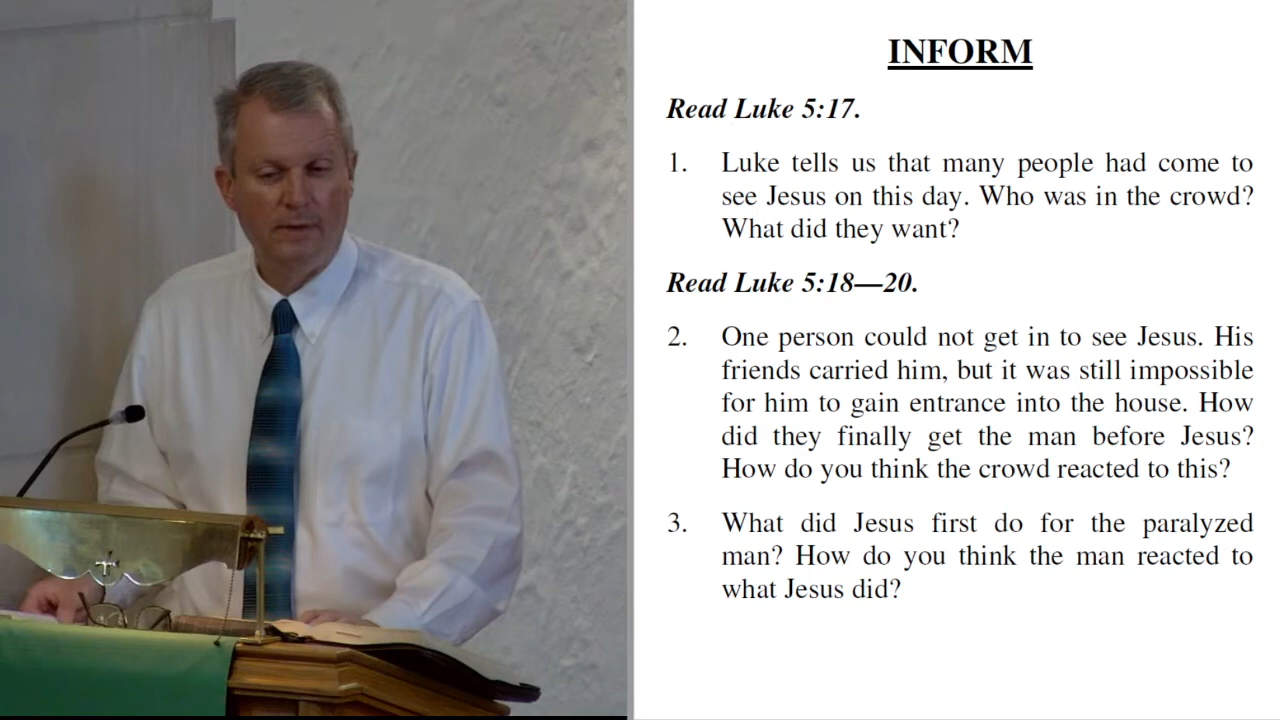 INFORM
Read Luke 5:17.
1. Luke tells us that many people had come to
see Jesus on this day. Who was in the crowd?
What did they want?
Read Luke 5:18—20.
2. One person could not get in to see Jesus. His
friends carried him, but it was still impossible
for him to gain entrance into the house. How
did they finally get the man before Jesus?
How do you think the crowd reacted to this?
3. What did Jesus first do for the paralyzed
man? How do you think the man reacted to
what Jesus did?